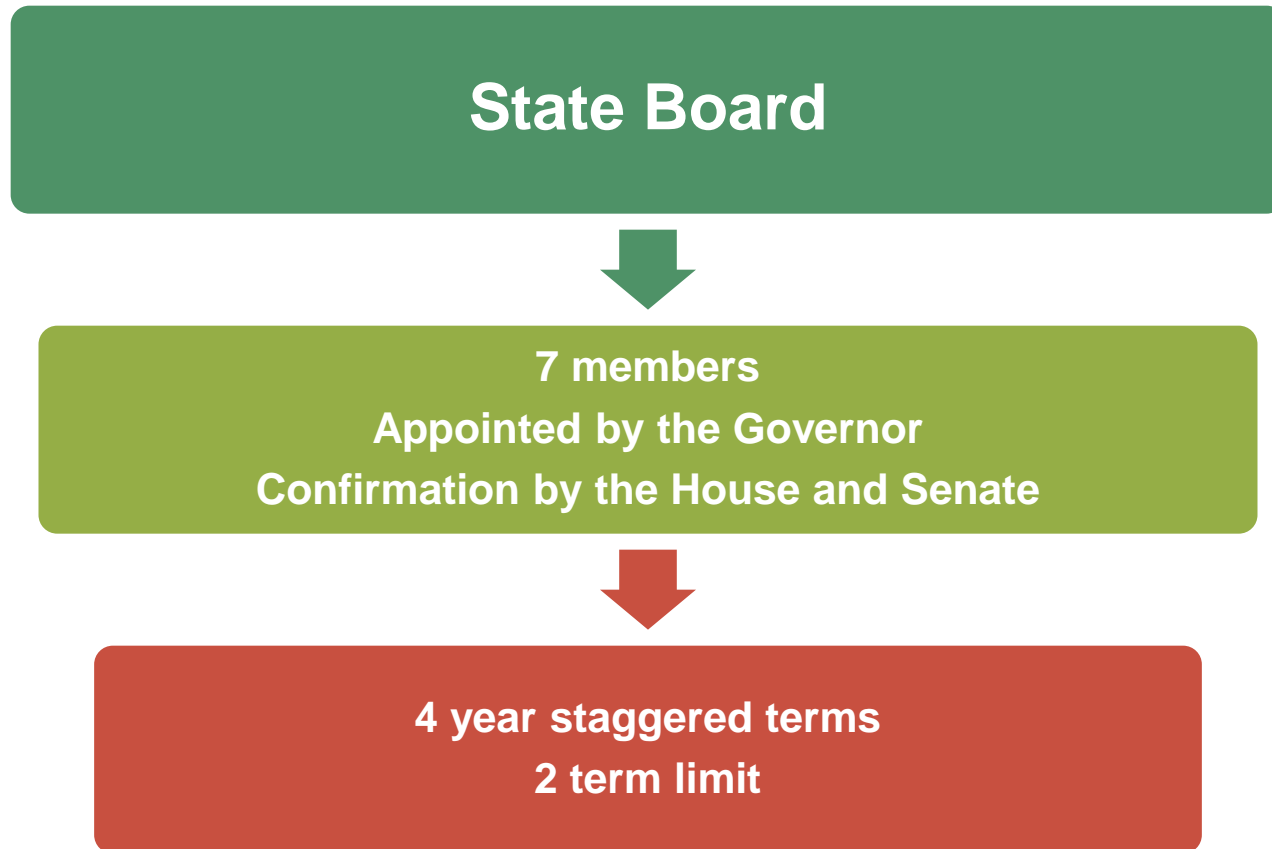 State Board
7 members
Appointed by the Governor
Confirmation by the House and Senate
4 year staggered terms
2 term limit